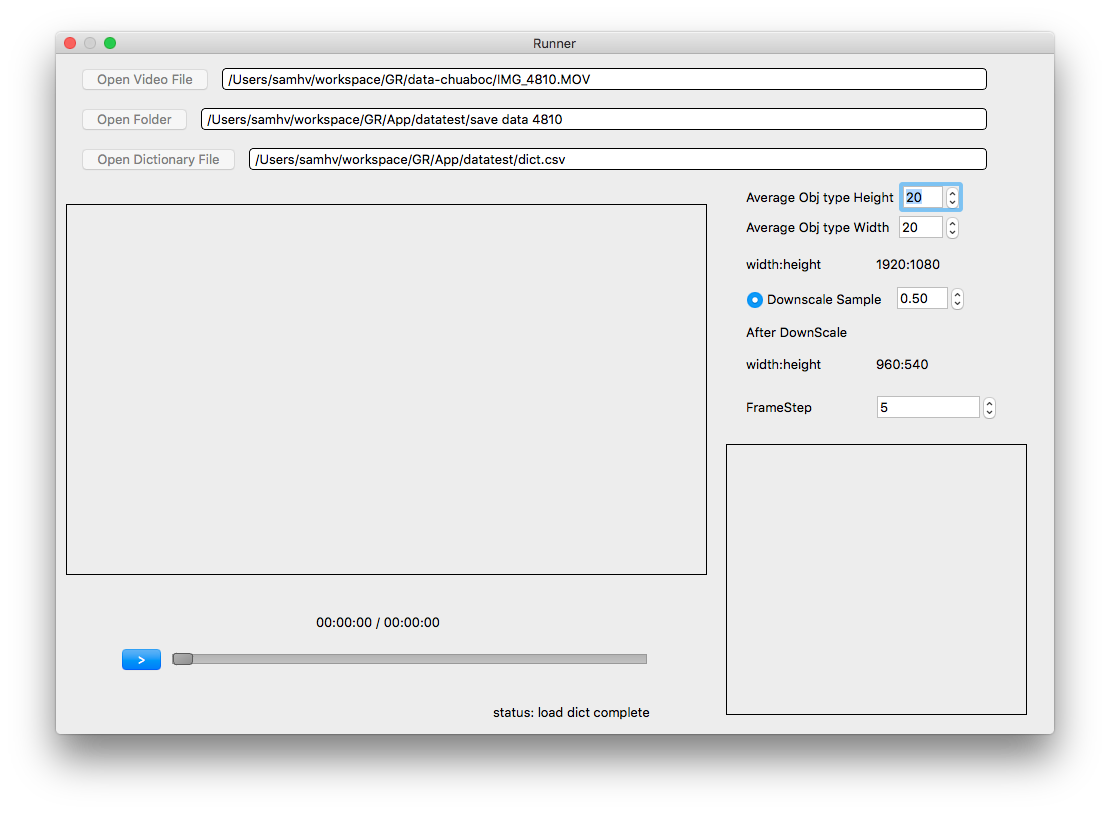 Runner
Open Video File /Users/samhv/workspace/GR/data-chuaboc/IMG_4810.MOV
Open Folder /Users/samhv/workspace/GR/App/datatest/save data 4810
Open Dictionary File /Users/samhv/workspace/GR/App/datatest/dict.csv
Average Obj type Height 20
Average Obj type Width 20
width:height 1920:1080
Downscale Sample 0.50
After DownScale
width:height 960:540
FrameStep 5
00:00:00 / 00:00:00
>
status: load dict complete